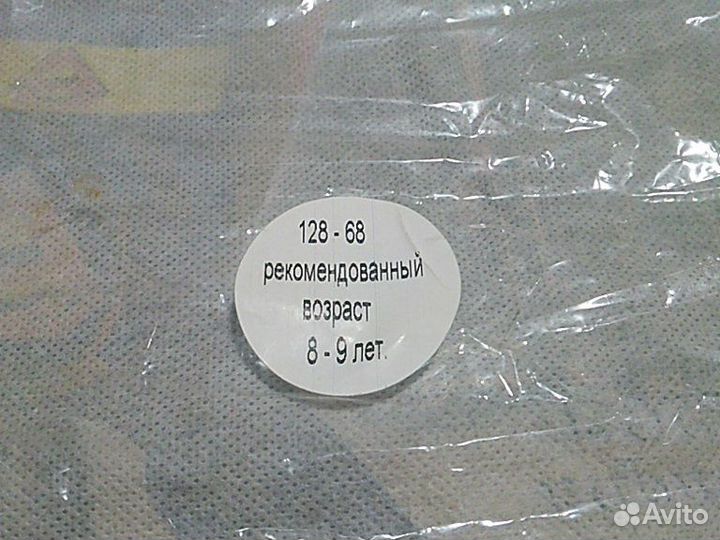 128 - 68
рекомендованный
возраст
8 - 9 лет.
Avito